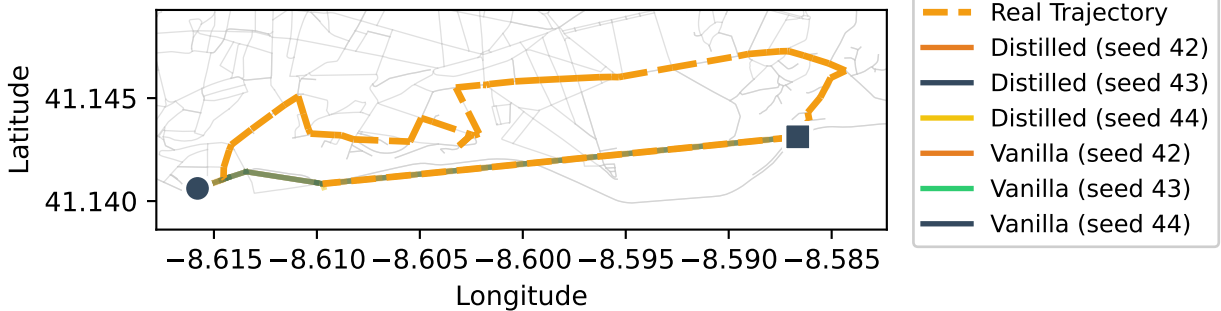 Latitude
41.145
41.140
−8.615 −8.610 −8.605 −8.600 −8.595 −8.590 −8.585
Longitude
Real Trajectory
Distilled (seed 42)
Distilled (seed 43)
Distilled (seed 44)
Vanilla (seed 42)
Vanilla (seed 43)
Vanilla (seed 44)